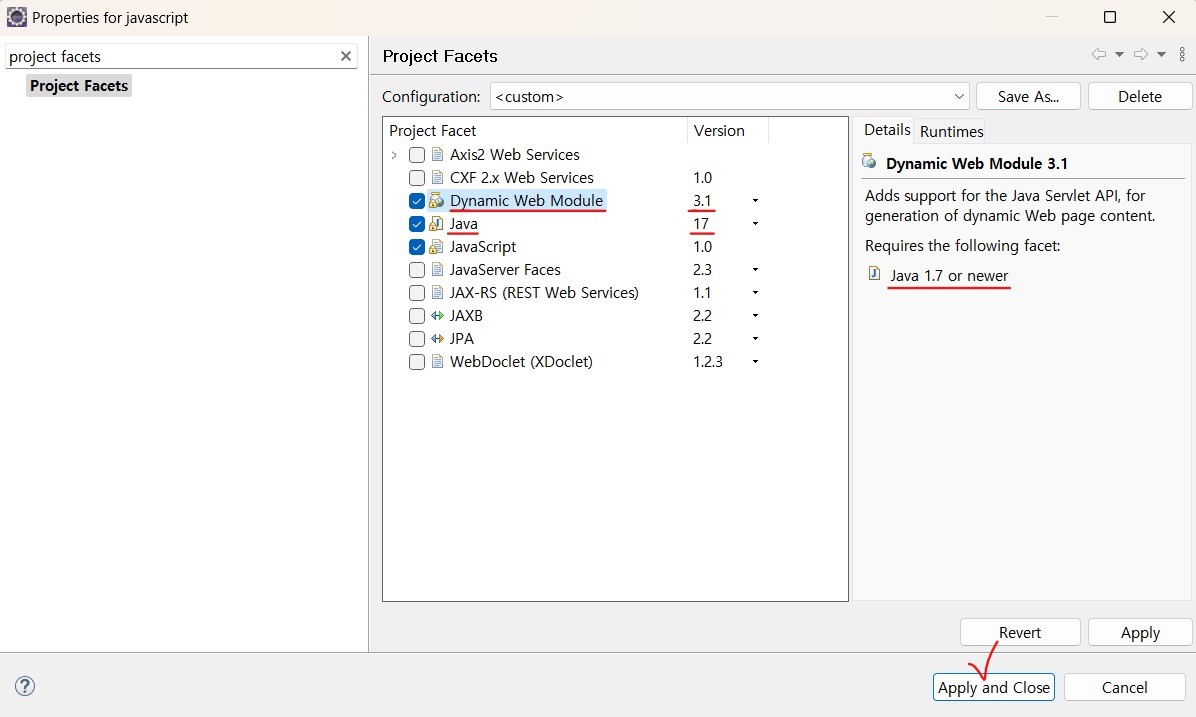 Properties for javascript
project facets
Project Facets
Project Facets
Configuration: <custom> Save As... Delete
Project Facet Version
Axis2 Web Services
CXF 2.x Web Services 1.0
Dynamic Web Module 3.1
Java 17
JavaScript 1.0
JavaServer Faces 2.3
JAX-RS (REST Web Services) 1.1
JAXB 2.2
JPA 2.2
WebDoclet (XDoclet) 1.2.3
Details Runtimes
Dynamic Web Module 3.1
Adds support for the Java Servlet API, for
generation of dynamic Web page content.
Requires the following facet:
Java 1.7 or newer
Revert Apply
Apply and Close Cancel